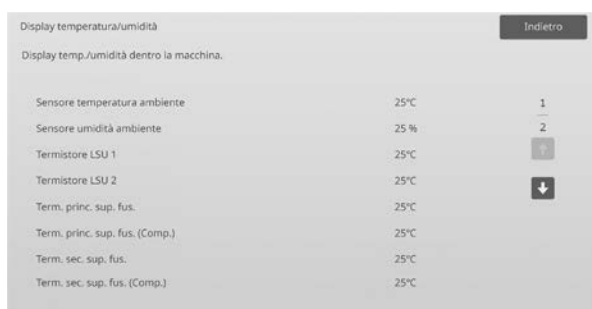 Display temperatura/umidità
Indietro
Display temp./umidità dentro la macchina.
Sensore temperatura ambiente 25°C
1
Sensore umidità ambiente 25 %
2
Termistore LSU 1 25°C
Termistore LSU 2 25°C
Term. princ. sup. fus. 25°C
Term. princ. sup. fus. (Comp.) 25°C
Term. sec. sup. fus. 25°C
Term. sec. sup. fus. (Comp.) 25°C